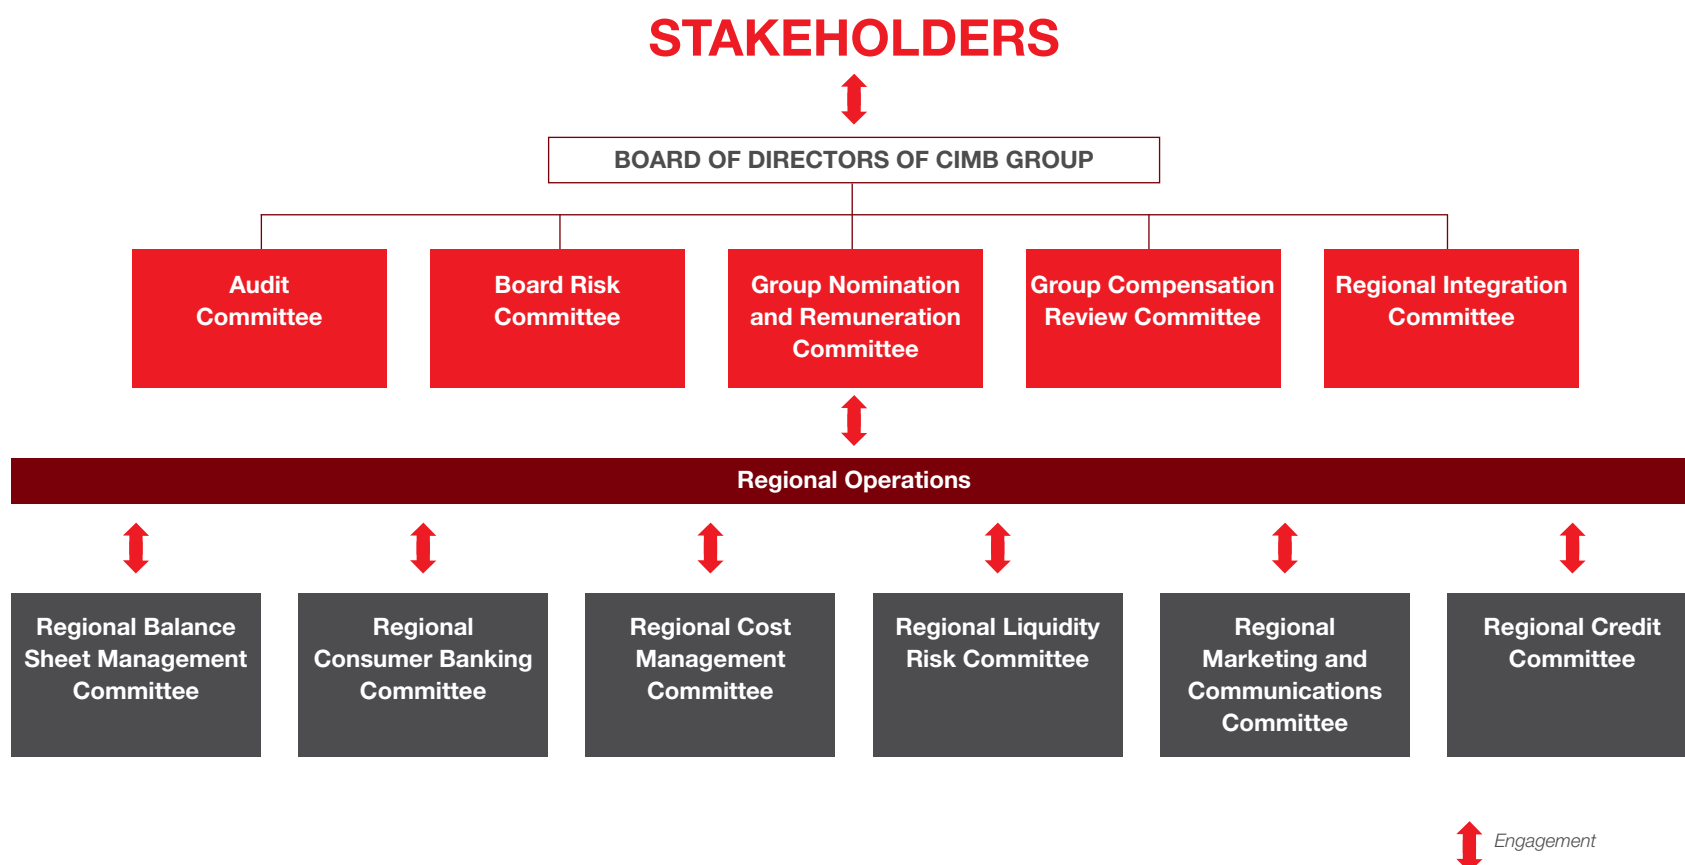 STAKEHOLDERS
BOARD OF DIRECTORS OF CIMB GROUP
Audit
Committee
Board Risk
Committee
Group Nomination
and Remuneration
Committee
Group Compensation
Review Committee
Regional Integration
Committee
Regional Operations
Regional Balance
Sheet Management
Committee
Regional
Consumer Banking
Committee
Regional Cost
Management
Committee
Regional Liquidity
Risk Committee
Regional
Marketing and
Communications
Committee
Regional Credit
Committee
Engagement